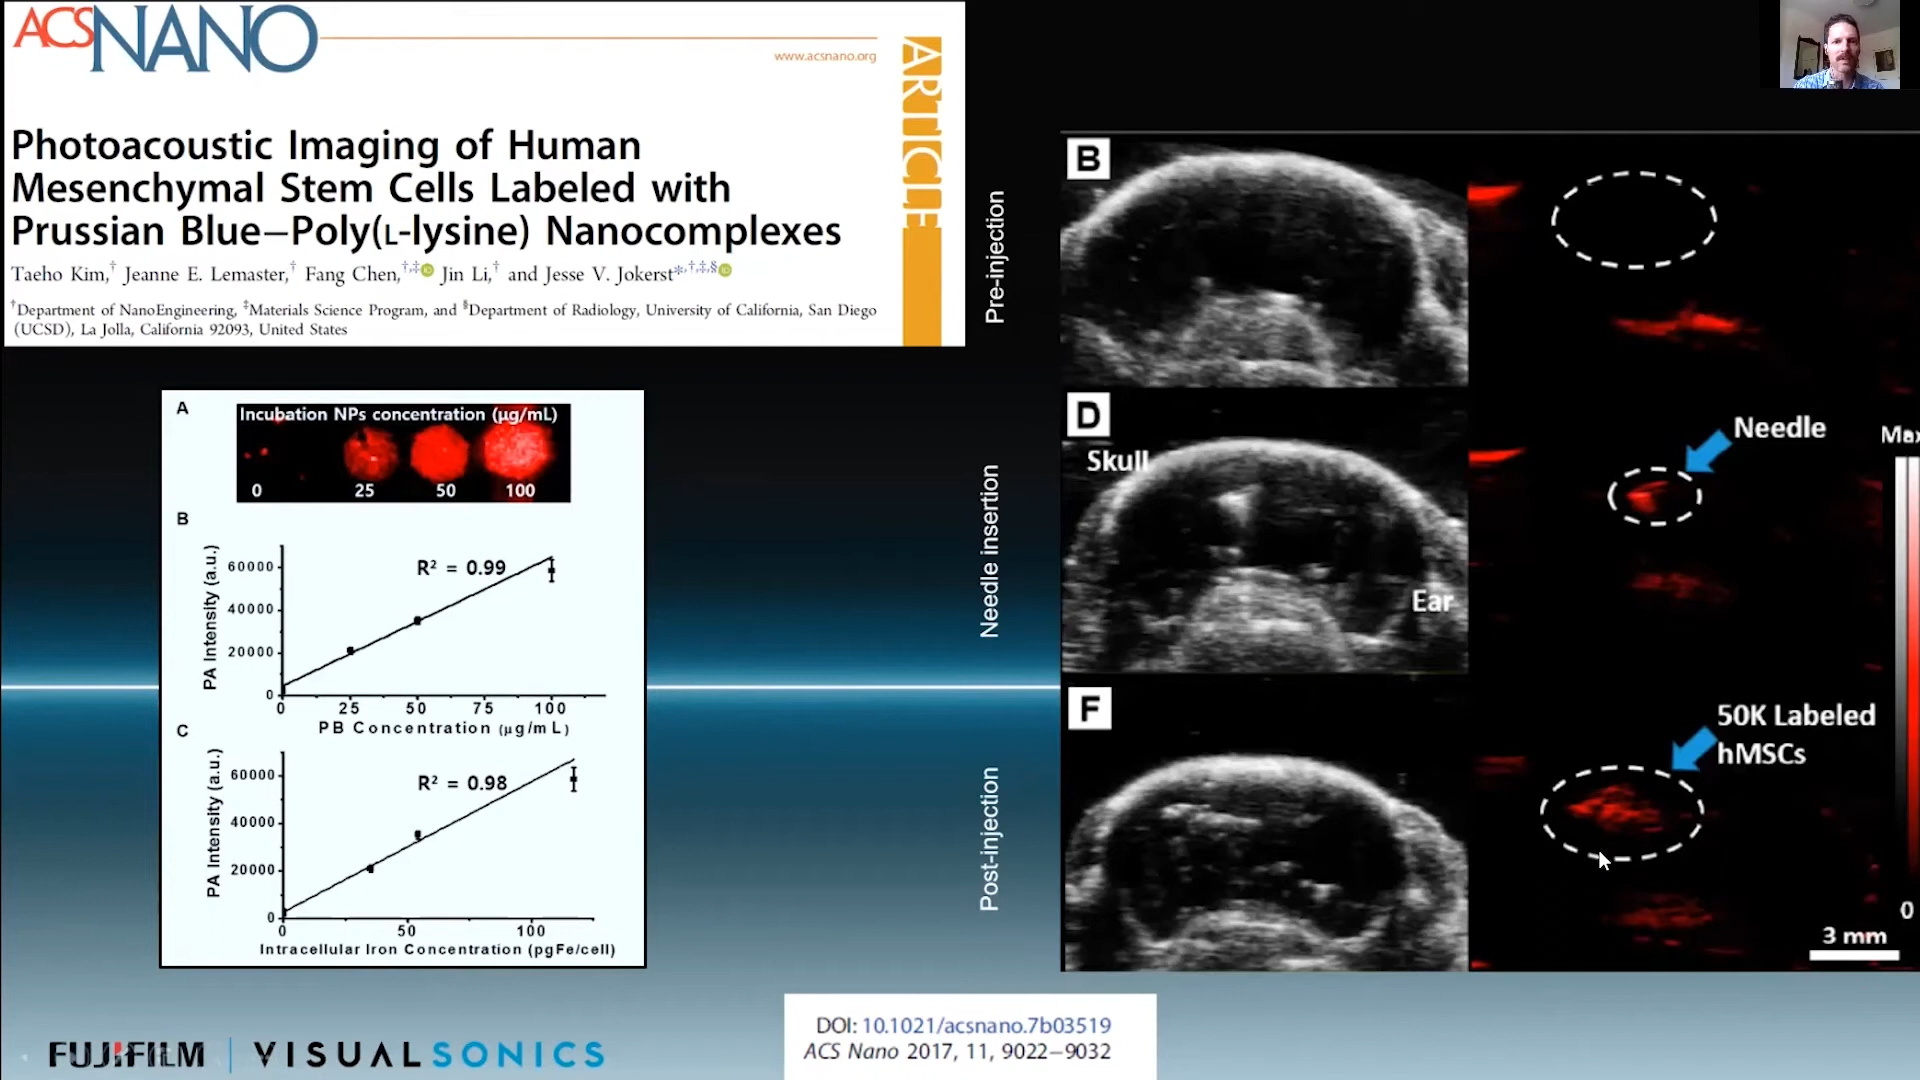 ACSNANO
www.acsnano.org
ARTICLE
Photoacoustic Imaging of Human
Mesenchymal Stem Cells Labeled with
Prussian Blue−Poly(L-lysine) Nanocomplexes
Taeho Kim,† Jeanne E. Lemaster,† Fang Chen,†,‡ Jin Li,† and Jesse V. Jokerst*,†,‡,§
†Department of NanoEngineering, ‡Materials Science Program, and §Department of Radiology, University of California, San Diego
(UCSD), La Jolla, California 92093, United States
A
Incubation NPs concentration (μg/mL)
0 25 50 100
B
PA Intensity (a.u.)
60000
40000
20000
0
R² = 0.99
0 25 50 75 100
PB Concentration (μg/mL)
C
PA Intensity (a.u.)
60000
40000
20000
0
R² = 0.98
0 50 100
Intracellular Iron Concentration (pgFe/cell)
Pre-injection
B
Needle insertion
D
Skull
Ear
Needle
Max
Post-injection
F
50K Labeled
hMSCs
0
3 mm
DOI: 10.1021/acsnano.7b03519
ACS Nano 2017, 11, 9022−9032
FUJIFILM | VISUALSONICS